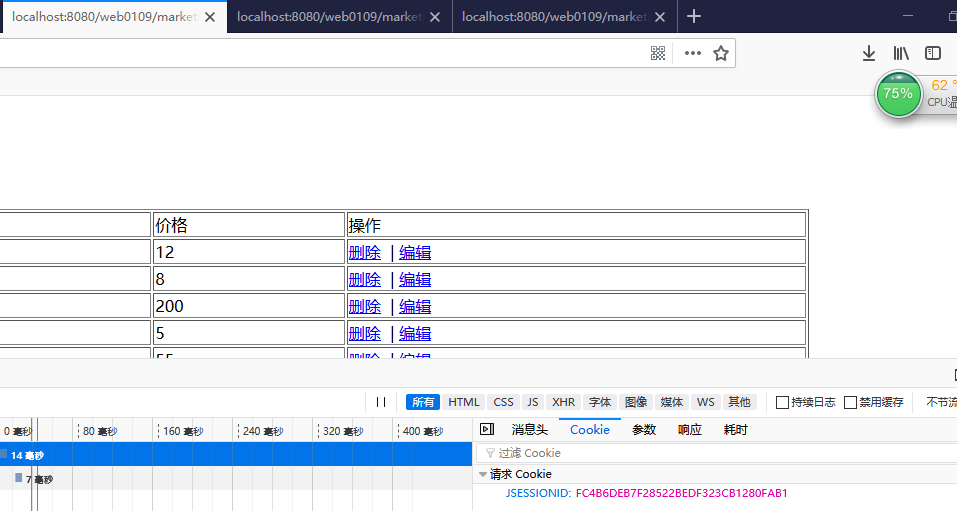 localhost:8080/web0109/market localhost:8080/web0109/market localhost:8080/web0109/market
75% 62 °
CPU温
价格 操作
12 删除 | 编辑
8 删除 | 编辑
200 删除 | 编辑
5 删除 | 编辑
55 删除 | 编辑
所有 HTML CSS JS XHR 字体 图像 媒体 WS 其他 持续日志 禁用缓存 不节流
0 毫秒 80 毫秒 160 毫秒 240 毫秒 320 毫秒 400 毫秒 消息头 Cookie 参数 响应 耗时
14 毫秒 过滤 Cookie
7 毫秒 请求 Cookie
JSESSIONID: FC4B6DEB7F28522BEDF323CB1280FAB1